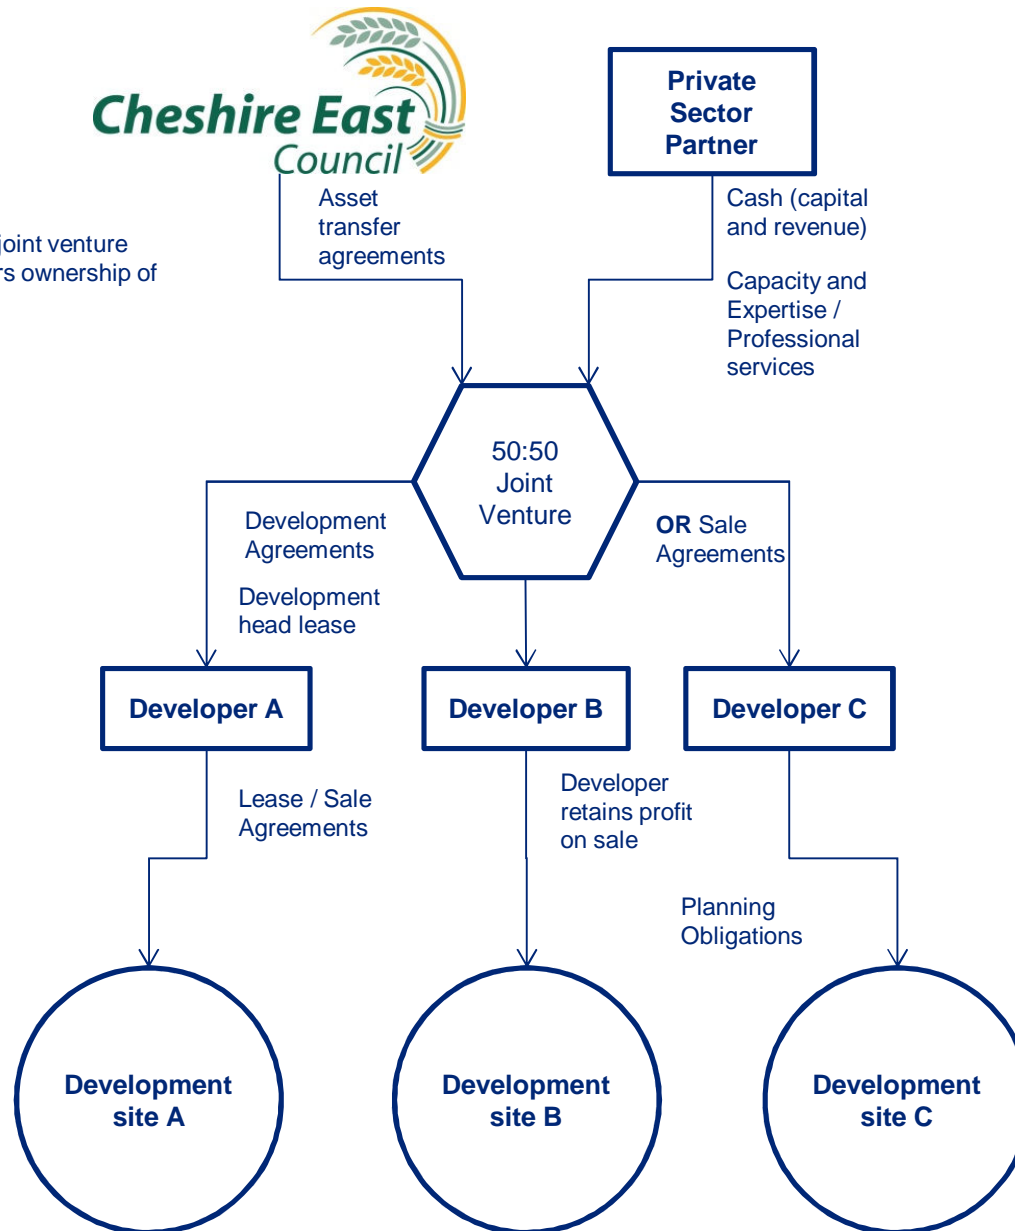 Cheshire East
Council
Private
Sector
Partner
Asset
transfer
agreements
Cash (capital
and revenue)
joint venture
rs ownership of
Capacity and
Expertise /
Professional
services
50:50
Joint
Venture
Development
Agreements
Development
head lease
OR Sale
Agreements
Developer A
Developer B
Developer C
Lease / Sale
Agreements
Developer
retains profit
on sale
Planning
Obligations
Development
site A
Development
site B
Development
site C